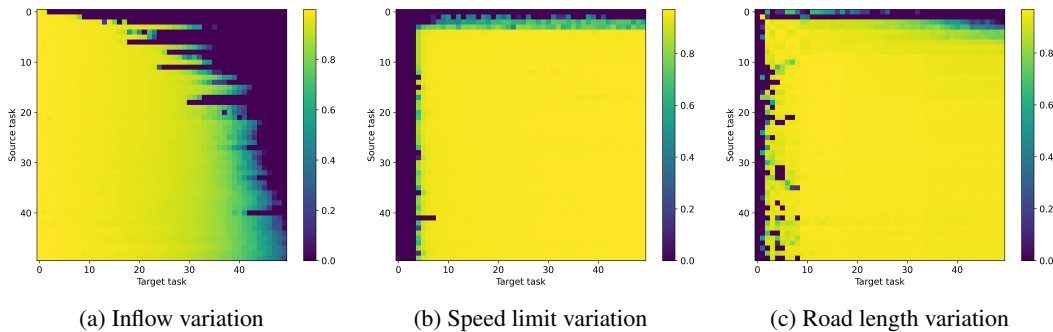 0
10
20
30
40
Source task
0 10 20 30 40
Target task
0.8
0.6
0.4
0.2
0.0
(a) Inflow variation
0
10
20
30
40
Source task
0 10 20 30 40
Target task
0.8
0.6
0.4
0.2
0.0
(b) Speed limit variation
0
10
20
30
40
Source task
0 10 20 30 40
Target task
0.8
0.6
0.4
0.2
0.0
(c) Road length variation